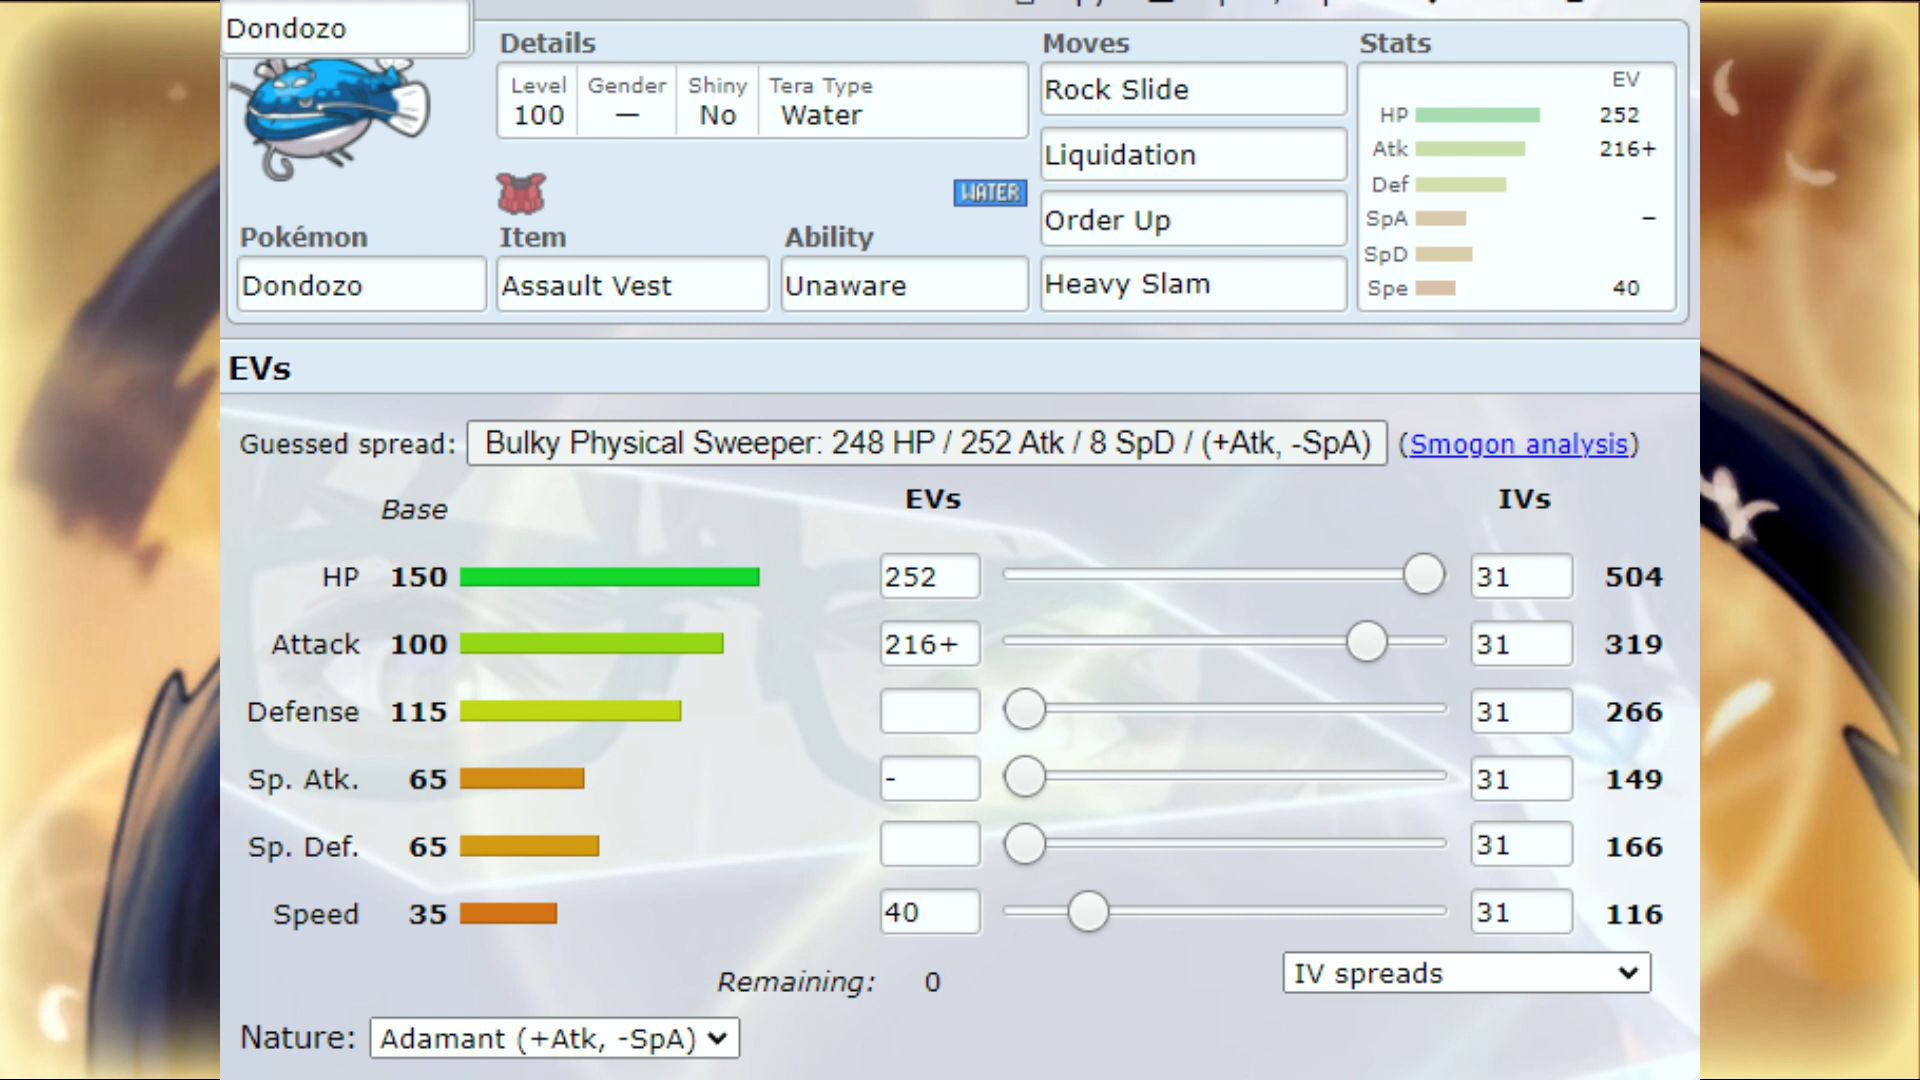 Dondozo
Details
Level Gender Shiny Tera Type
100 — No Water
WATER
Pokémon Item Ability
Dondozo Assault Vest Unaware
Moves
Rock Slide
Liquidation
Order Up
Heavy Slam
Stats
EV
HP 252
Atk 216+
Def
SpA –
SpD
Spe 40
EVs
Guessed spread: Bulky Physical Sweeper: 248 HP / 252 Atk / 8 SpD / (+Atk, -SpA) (Smogon analysis)
Base EVs IVs
HP 150 252 31 504
Attack 100 216+ 31 319
Defense 115 31 266
Sp. Atk. 65 - 31 149
Sp. Def. 65 31 166
Speed 35 40 31 116
Remaining: 0
IV spreads
Nature: Adamant (+Atk, -SpA)